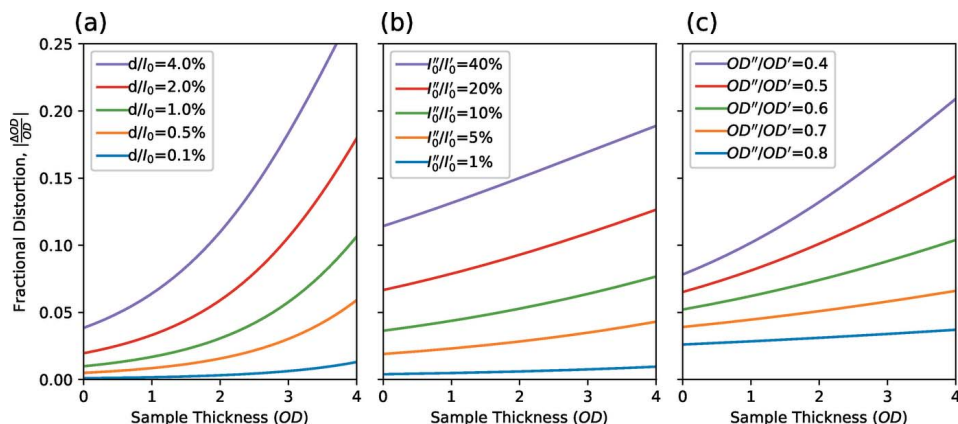 (a)
0.25
0.20
0.15
0.10
0.05
0.00
Fractional Distortion, |ΔOD/OD|
d/I₀=4.0%
d/I₀=2.0%
d/I₀=1.0%
d/I₀=0.5%
d/I₀=0.1%
0 1 2 3 4
Sample Thickness (OD)
(b)
I₀″/I₀′=40%
I₀″/I₀′=20%
I₀″/I₀′=10%
I₀″/I₀′=5%
I₀″/I₀′=1%
0 1 2 3 4
Sample Thickness (OD)
(c)
OD″/OD′=0.4
OD″/OD′=0.5
OD″/OD′=0.6
OD″/OD′=0.7
OD″/OD′=0.8
0 1 2 3 4
Sample Thickness (OD)